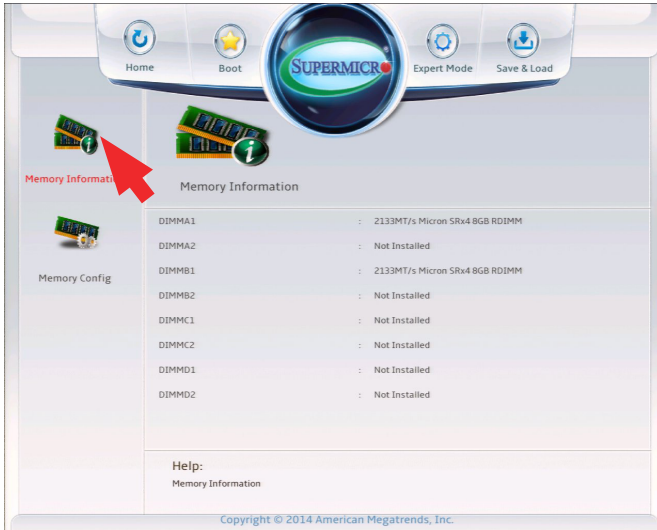 Home
Boot
SUPERMICR
Expert Mode
Save & Load
Memory Informati
Memory Information
DIMMA1 : 2133MT/s Micron SRx4 8GB RDIMM
DIMMA2 : Not Installed
DIMMB1 : 2133MT/s Micron SRx4 8GB RDIMM
Memory Config
DIMMB2 : Not Installed
DIMMC1 : Not Installed
DIMMC2 : Not Installed
DIMMD1 : Not Installed
DIMMD2 : Not Installed
Help:
Memory Information
Copyright © 2014 American Megatrends, Inc.